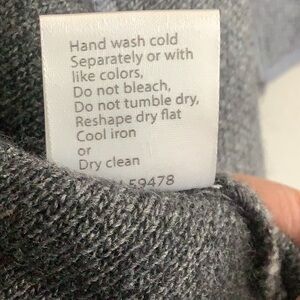 Hand wash cold
Separately or with
like colors,
Do not bleach,
Do not tumble dry,
Reshape dry flat
Cool iron
or
Dry clean
59478